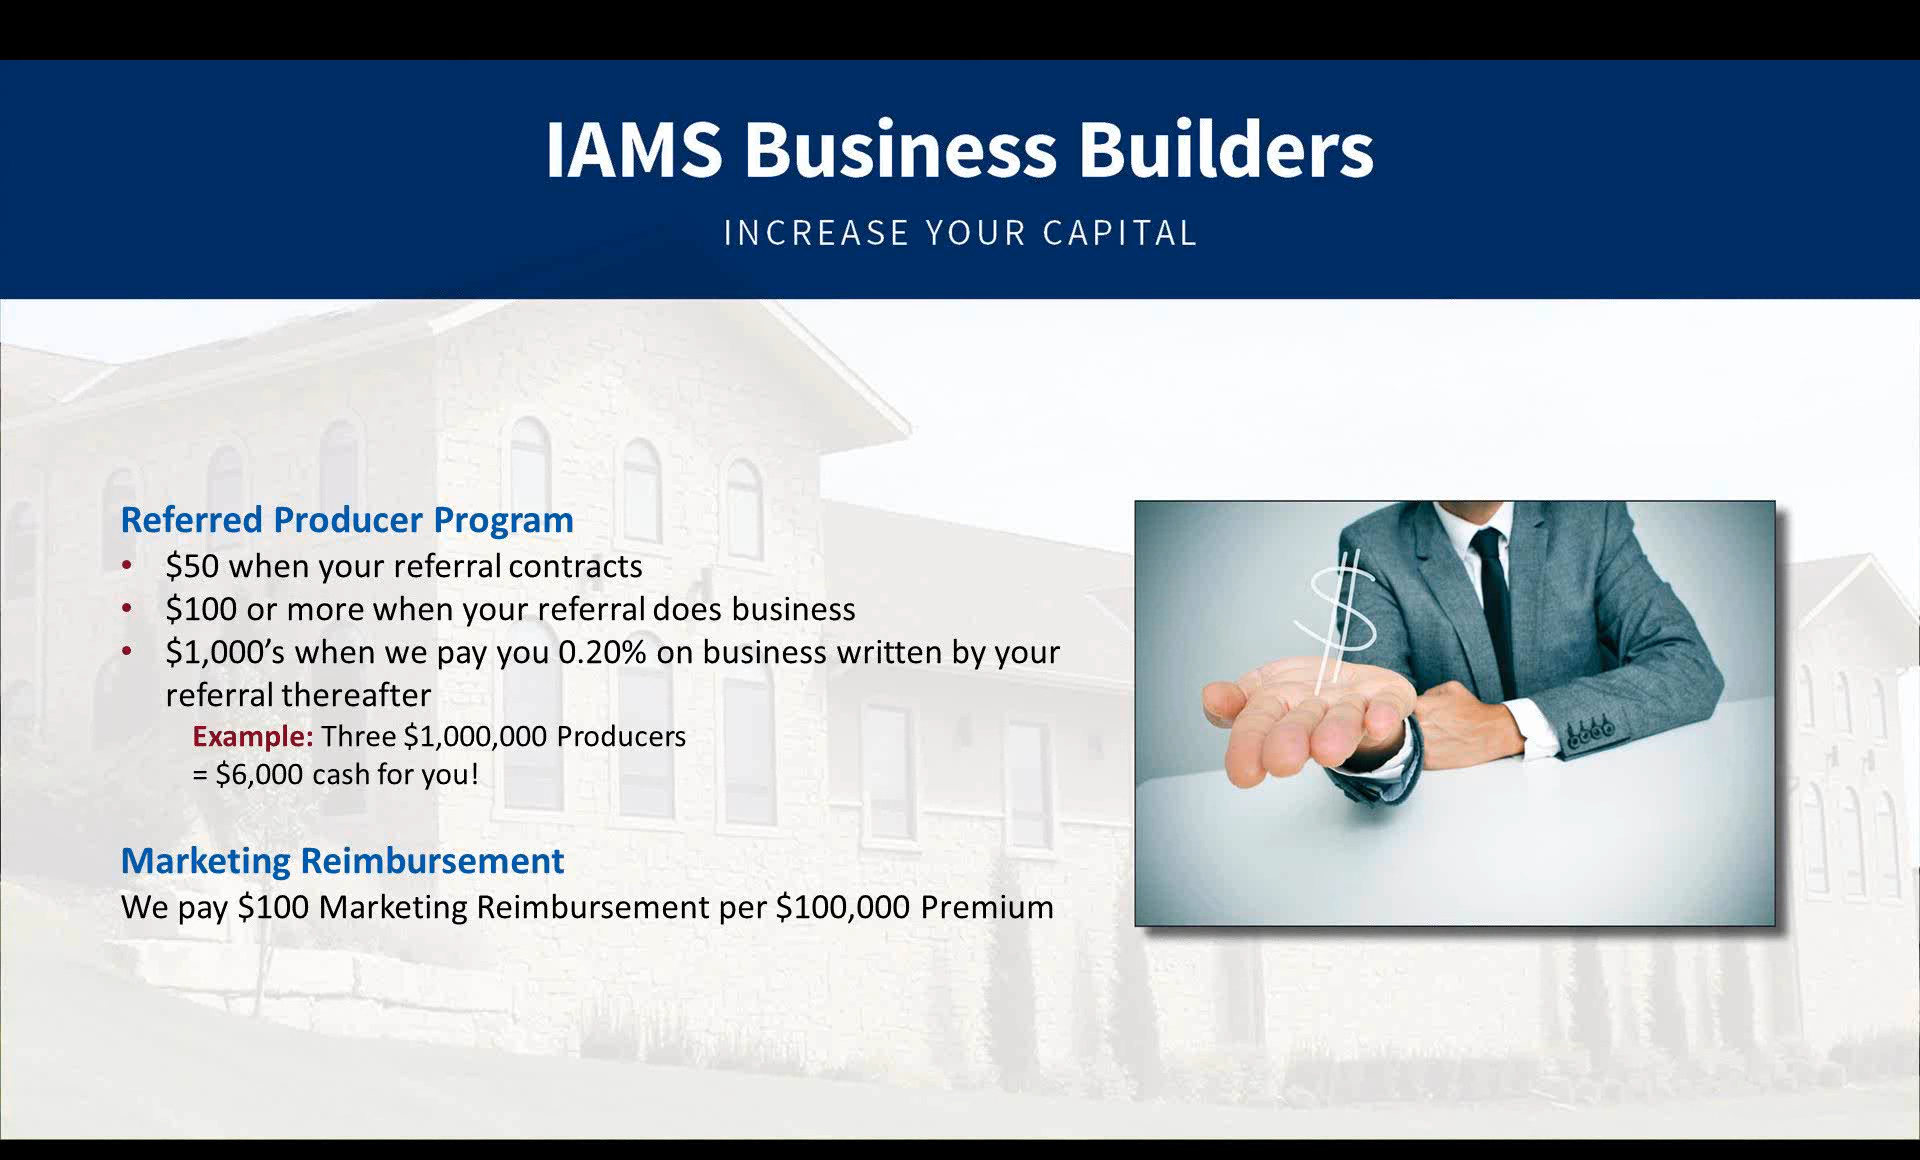 IAMS Business Builders
INCREASE YOUR CAPITAL
Referred Producer Program
• $50 when your referral contracts
• $100 or more when your referral does business
• $1,000’s when we pay you 0.20% on business written by your
referral thereafter
Example: Three $1,000,000 Producers
= $6,000 cash for you!
Marketing Reimbursement
We pay $100 Marketing Reimbursement per $100,000 Premium
$